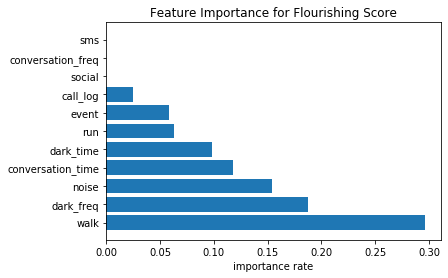 Feature Importance for Flourishing Score
sms
conversation_freq
social
call_log
event
run
dark_time
conversation_time
noise
dark_freq
walk
0.00 0.05 0.10 0.15 0.20 0.25 0.30
importance rate